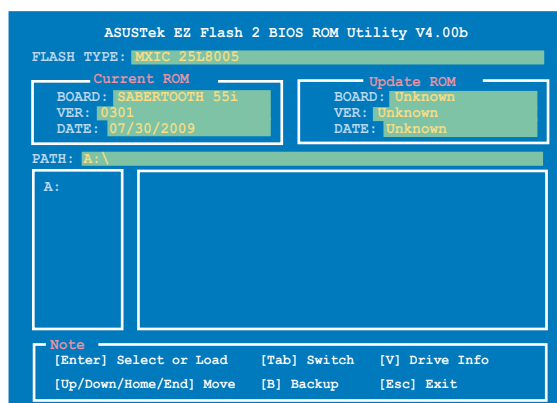 ASUSTek EZ Flash 2 BIOS ROM Utility V4.00b
FLASH TYPE: MXIC 25L8005
Current ROM
BOARD: SABERTOOTH 55i
VER: 0301
DATE: 07/30/2009
Update ROM
BOARD: Unknown
VER: Unknown
DATE: Unknown
PATH: A:\
A:
Note
[Enter] Select or Load [Tab] Switch [V] Drive Info
[Up/Down/Home/End] Move [B] Backup [Esc] Exit